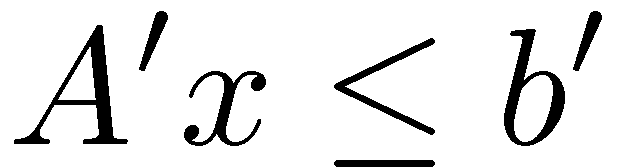 A′x ≤ b′